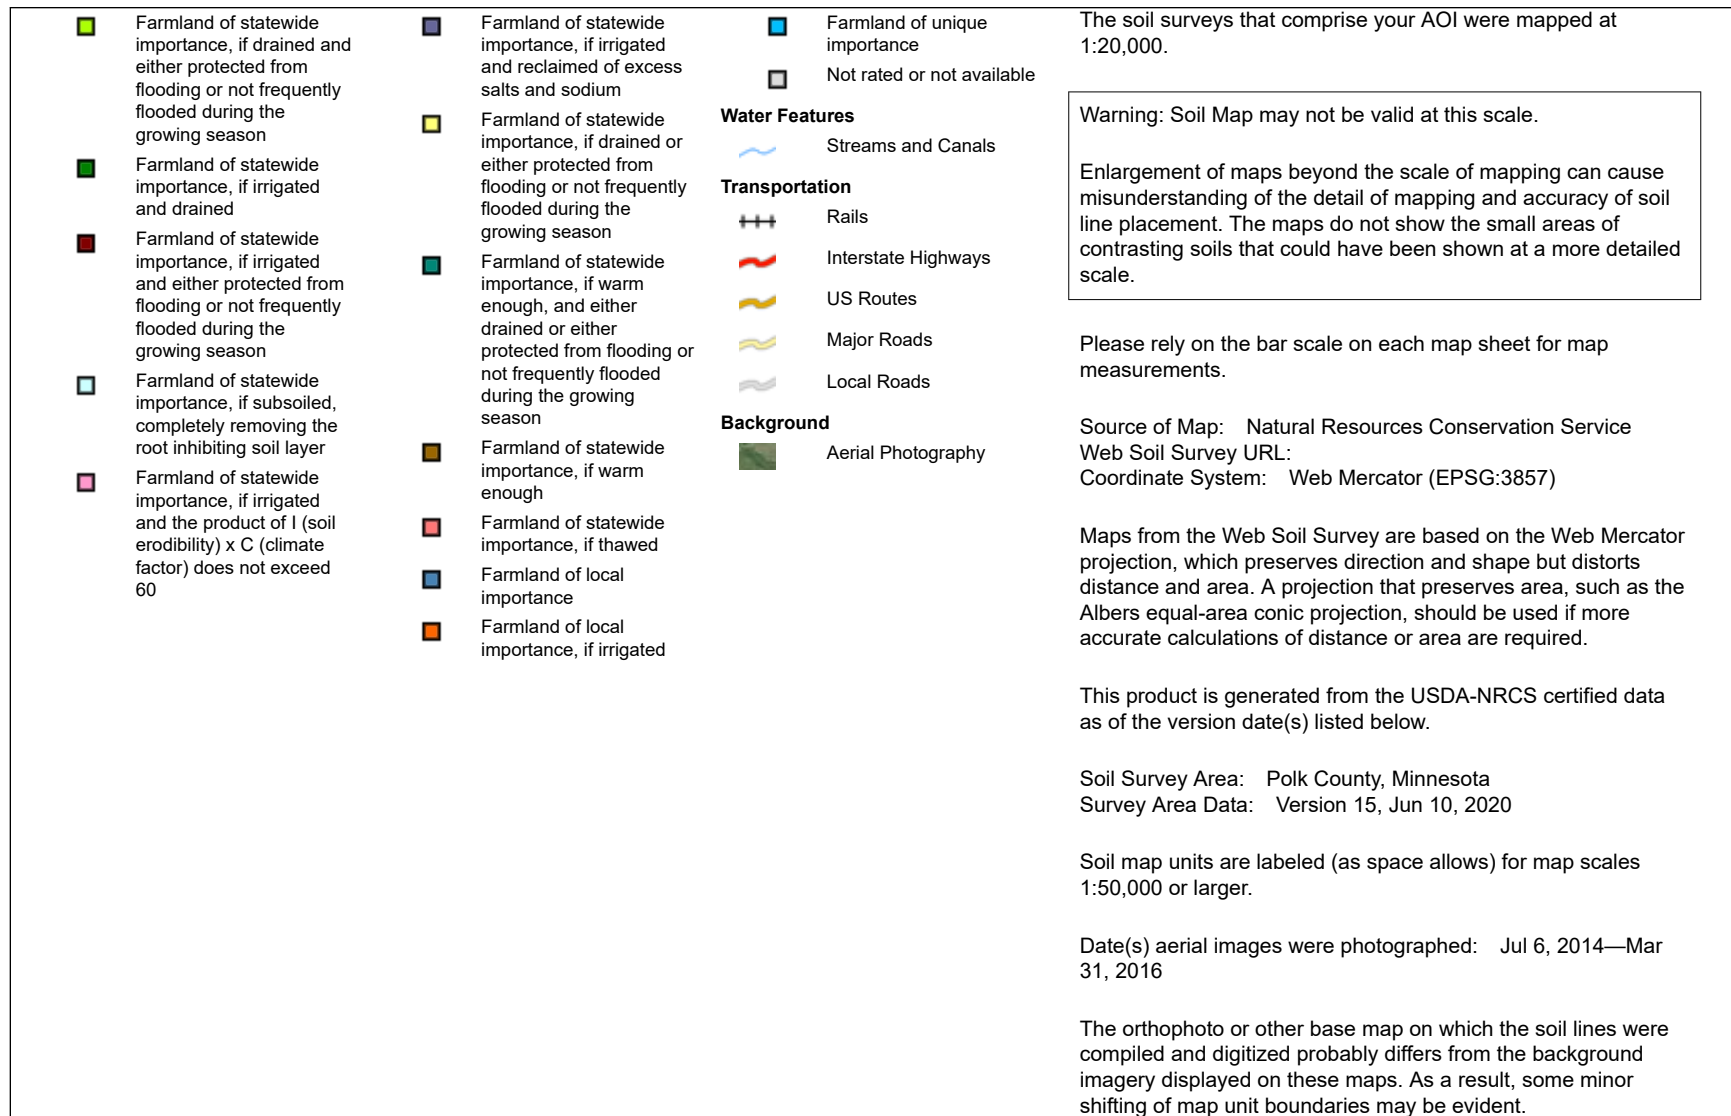 Farmland of statewide
importance, if drained and
either protected from
flooding or not frequently
flooded during the
growing season
Farmland of statewide
importance, if irrigated
and drained
Farmland of statewide
importance, if irrigated
and either protected from
flooding or not frequently
flooded during the
growing season
Farmland of statewide
importance, if subsoiled,
completely removing the
root inhibiting soil layer
Farmland of statewide
importance, if irrigated
and the product of I (soil
erodibility) x C (climate
factor) does not exceed
60
Farmland of statewide
importance, if irrigated
and reclaimed of excess
salts and sodium
Farmland of statewide
importance, if drained or
either protected from
flooding or not frequently
flooded during the
growing season
Farmland of statewide
importance, if warm
enough, and either
drained or either
protected from flooding or
not frequently flooded
during the growing
season
Farmland of statewide
importance, if warm
enough
Farmland of statewide
importance, if thawed
Farmland of local
importance
Farmland of local
importance, if irrigated
Farmland of unique
importance
Not rated or not available
Water Features
Streams and Canals
Transportation
Rails
Interstate Highways
US Routes
Major Roads
Local Roads
Background
Aerial Photography
The soil surveys that comprise your AOI were mapped at
1:20,000.
Warning: Soil Map may not be valid at this scale.
Enlargement of maps beyond the scale of mapping can cause
misunderstanding of the detail of mapping and accuracy of soil
line placement. The maps do not show the small areas of
contrasting soils that could have been shown at a more detailed
scale.
Please rely on the bar scale on each map sheet for map
measurements.
Source of Map: Natural Resources Conservation Service
Web Soil Survey URL:
Coordinate System: Web Mercator (EPSG:3857)
Maps from the Web Soil Survey are based on the Web Mercator
projection, which preserves direction and shape but distorts
distance and area. A projection that preserves area, such as the
Albers equal-area conic projection, should be used if more
accurate calculations of distance or area are required.
This product is generated from the USDA-NRCS certified data
as of the version date(s) listed below.
Soil Survey Area: Polk County, Minnesota
Survey Area Data: Version 15, Jun 10, 2020
Soil map units are labeled (as space allows) for map scales
1:50,000 or larger.
Date(s) aerial images were photographed: Jul 6, 2014—Mar
31, 2016
The orthophoto or other base map on which the soil lines were
compiled and digitized probably differs from the background
imagery displayed on these maps. As a result, some minor
shifting of map unit boundaries may be evident.